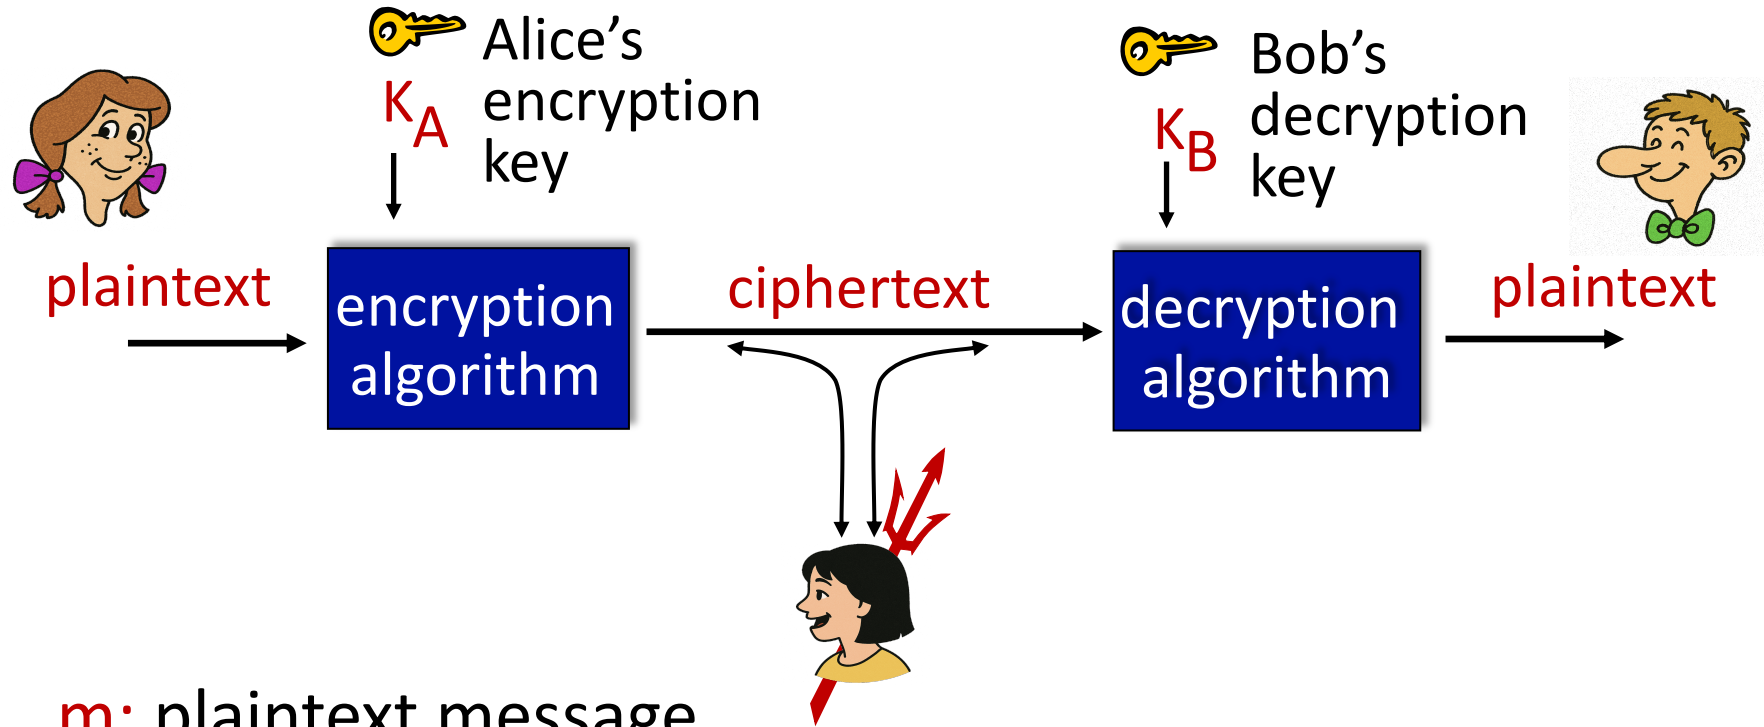 Alice’s
encryption
key
K_A
Bob’s
decryption
key
K_B
plaintext
encryption
algorithm
ciphertext
decryption
algorithm
plaintext
m: plaintext message